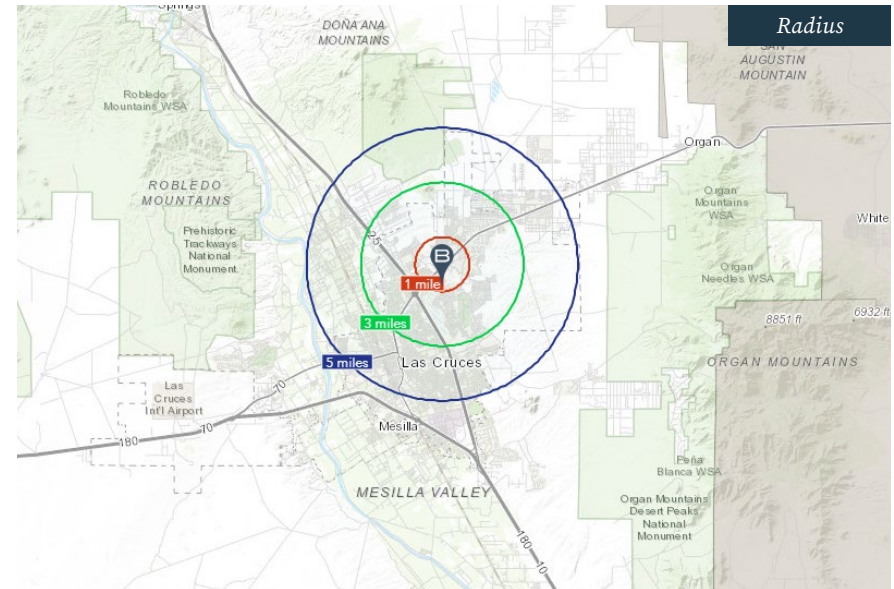 Springs
DOÑA ANA
MOUNTAINS
Radius
SAN
AUGUSTIN
MOUNTAIN
Robledo
Mountains WSA
Organ
ROBLEDO
MOUNTAINS
Organ
Mountains
WSA
White
Prehistoric
Trackways
National
Monument
25
B
1 mile
Organ
Needles WSA
3 miles
8851 ft
6932 ft
5 miles
Las Cruces
ORGAN MOUNTAINS
70
Las
Cruces
Int'l Airport
70
180
Mesilla
Peña
Blanca WSA
MESILLA VALLEY
Organ Mountains
Desert Peaks
National
Monument
180
10